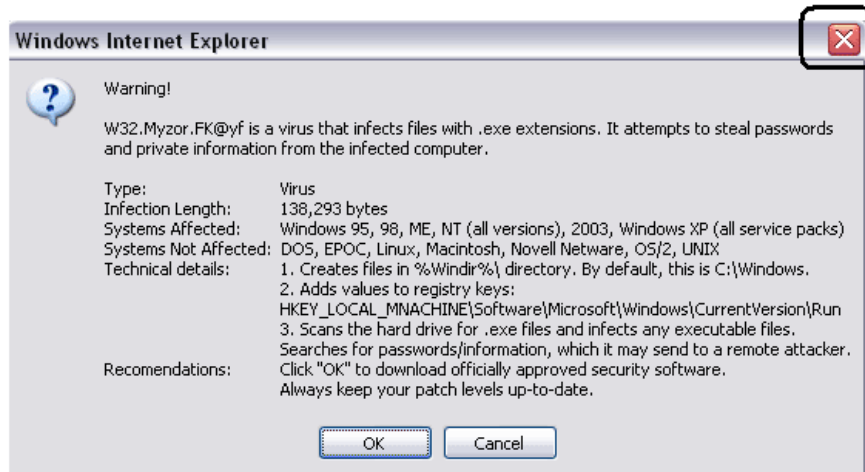 Windows Internet Explorer
Warning!
W32.Myzor.FK@yf is a virus that infects files with .exe extensions. It attempts to steal passwords
and private information from the infected computer.
Type: Virus
Infection Length: 138,293 bytes
Systems Affected: Windows 95, 98, ME, NT (all versions), 2003, Windows XP (all service packs)
Systems Not Affected: DOS, EPOC, Linux, Macintosh, Novell Netware, OS/2, UNIX
Technical details: 1. Creates files in %Windir%\ directory. By default, this is C:\Windows.
2. Adds values to registry keys:
HKEY_LOCAL_MNACHINE\Software\Microsoft\Windows\CurrentVersion\Run
3. Scans the hard drive for .exe files and infects any executable files.
Searches for passwords/information, which it may send to a remote attacker.
Recomendations: Click "OK" to download officially approved security software.
Always keep your patch levels up-to-date.
OK Cancel